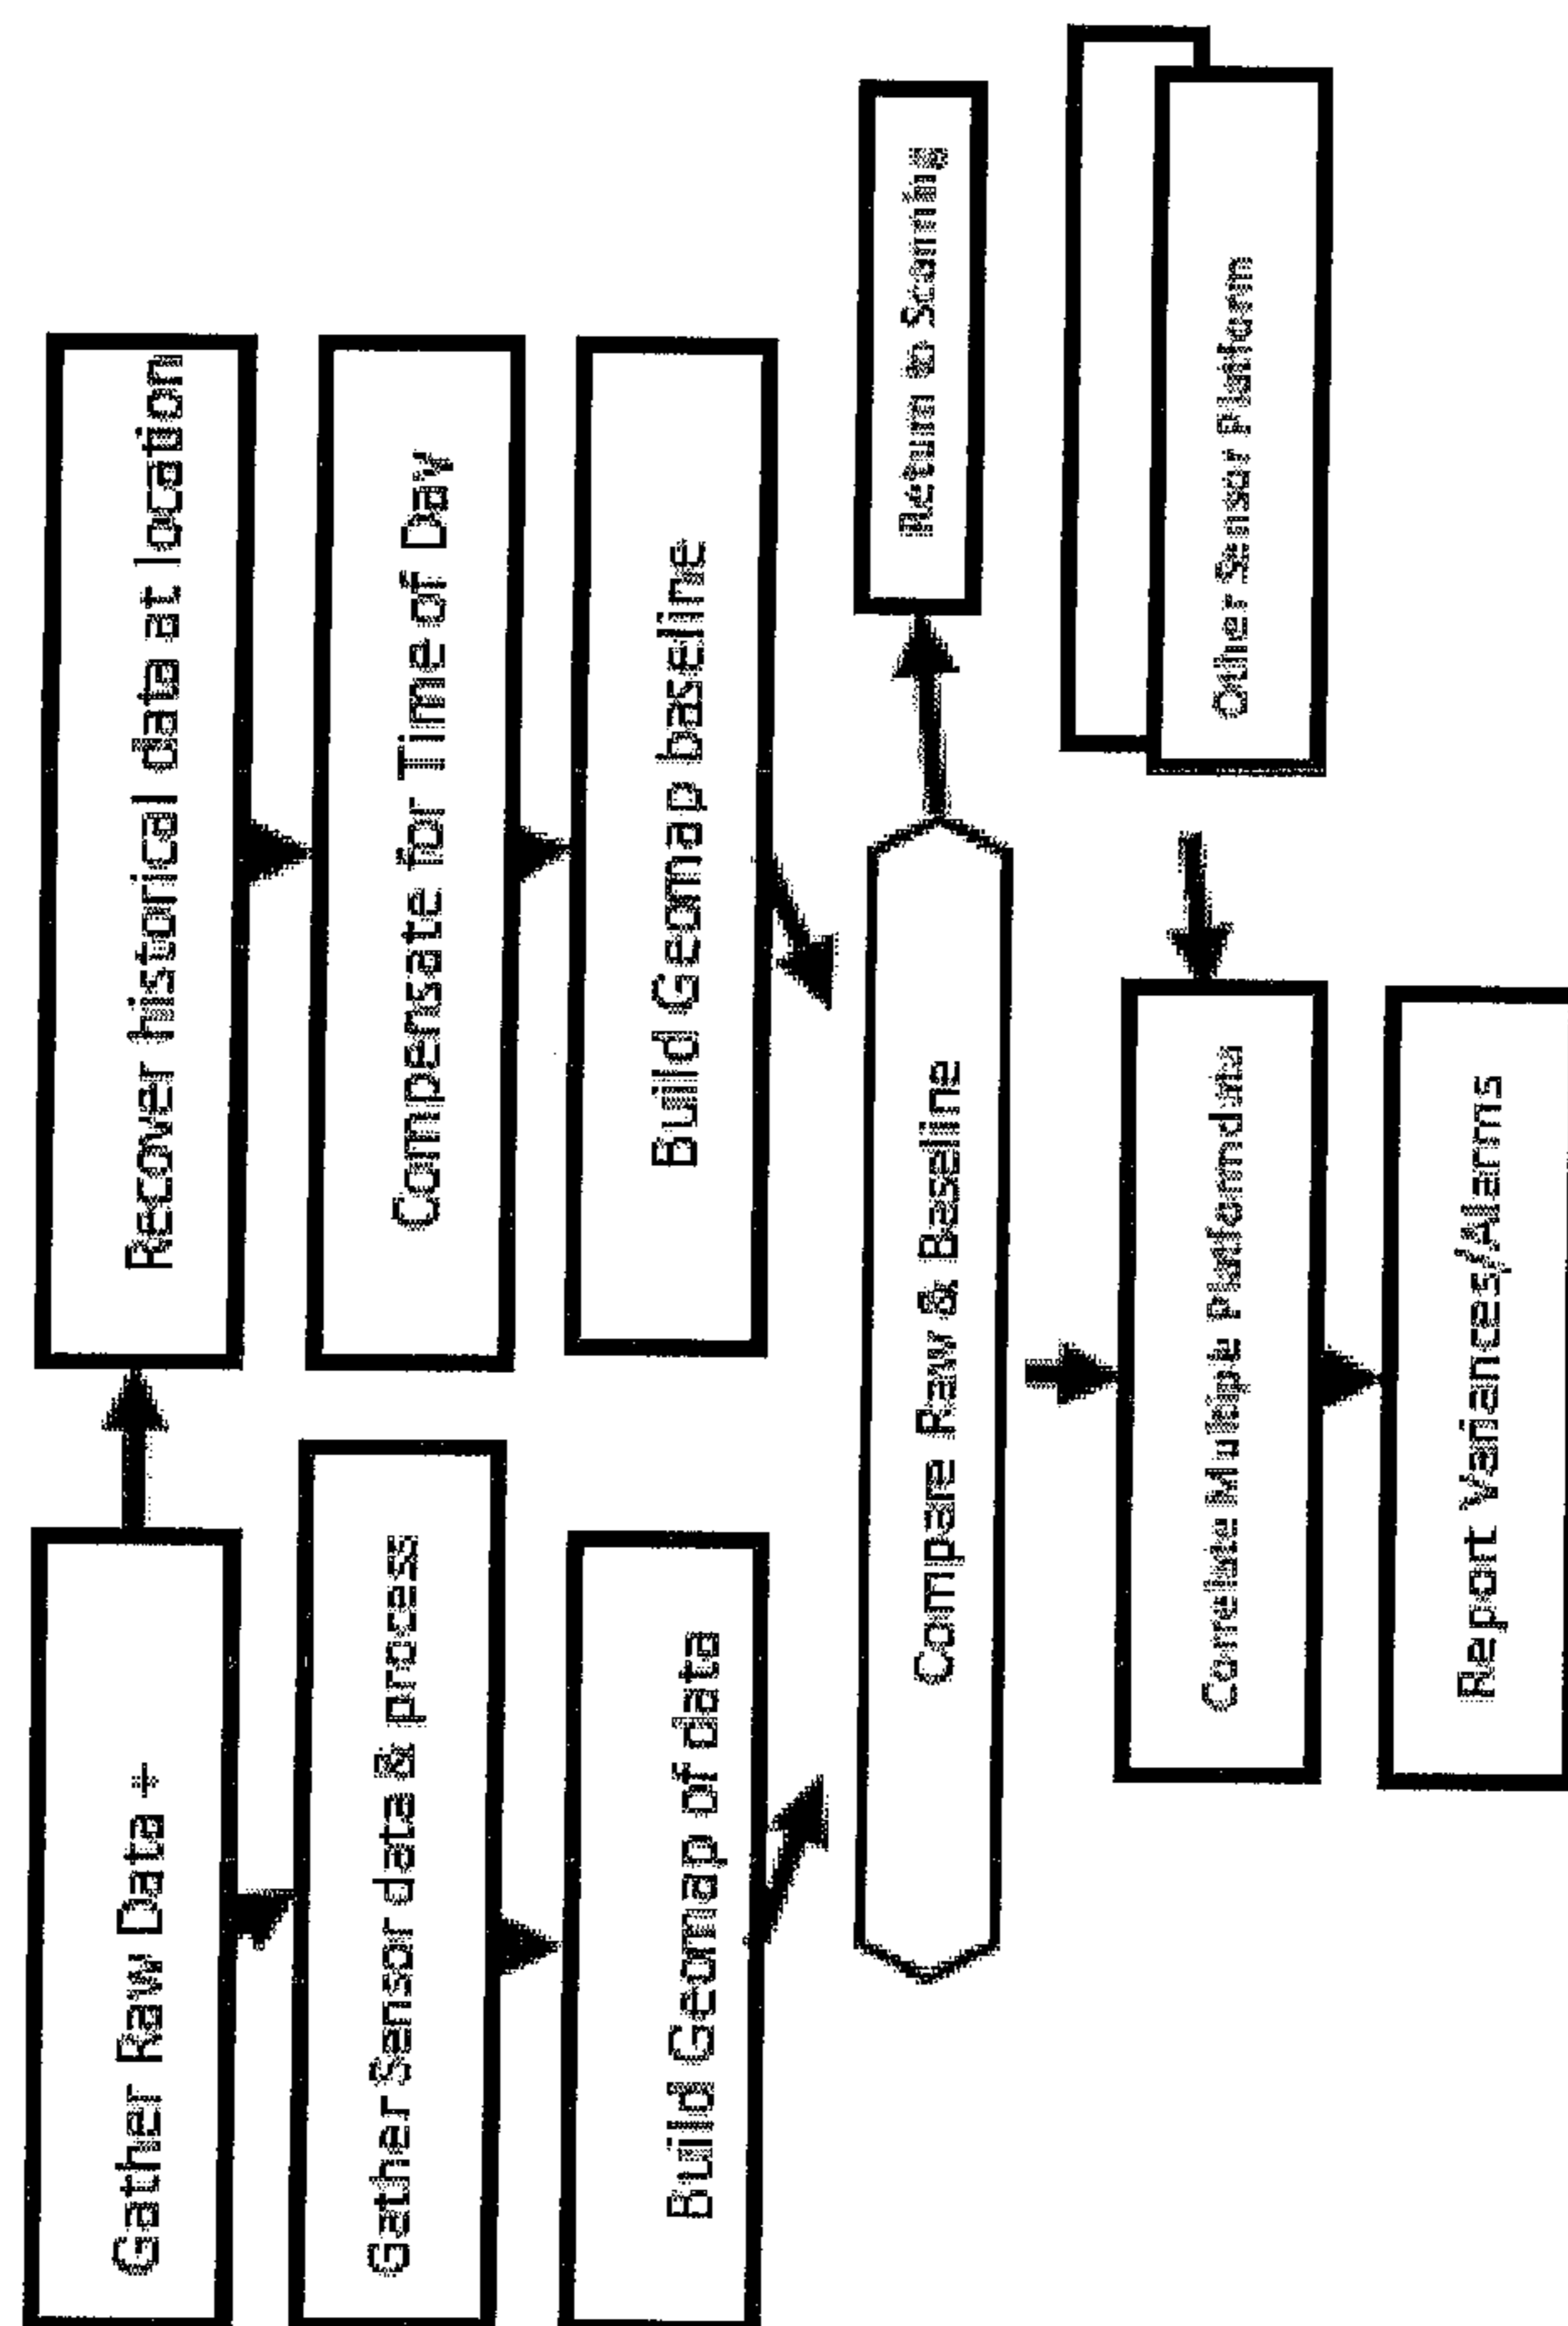 Gather Raw Data +
Recover historical data at location
Gather Sensor data & process
Compensate for Time of Day
Build Geomap of data
Build Geomap baseline
Compare Raw & Baseline
Return to Scanning
Other Sensor Platform
Correlate Multiple Platformdata
Report Variances/Alarms